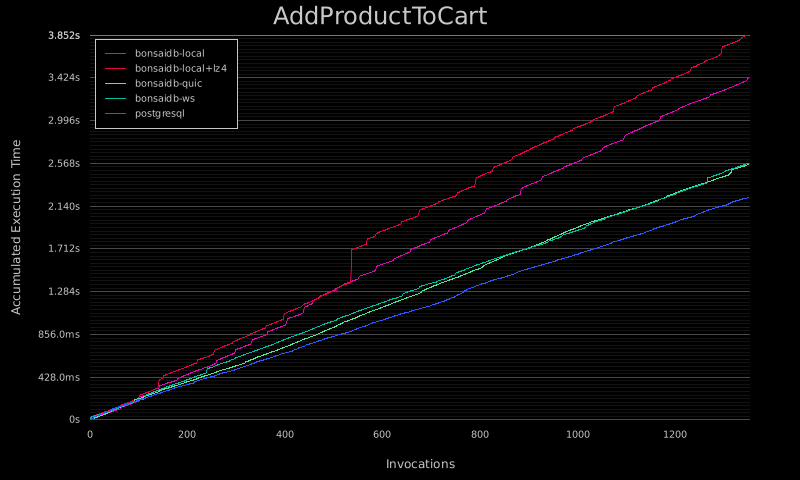 AddProductToCart
3.852s
3.424s
2.996s
2.568s
2.140s
1.712s
1.284s
856.0ms
428.0ms
0s
Accumulated Execution Time
bonsaidb-local
bonsaidb-local+lz4
bonsaidb-quic
bonsaidb-ws
postgresql
0 200 400 600 800 1000 1200
Invocations